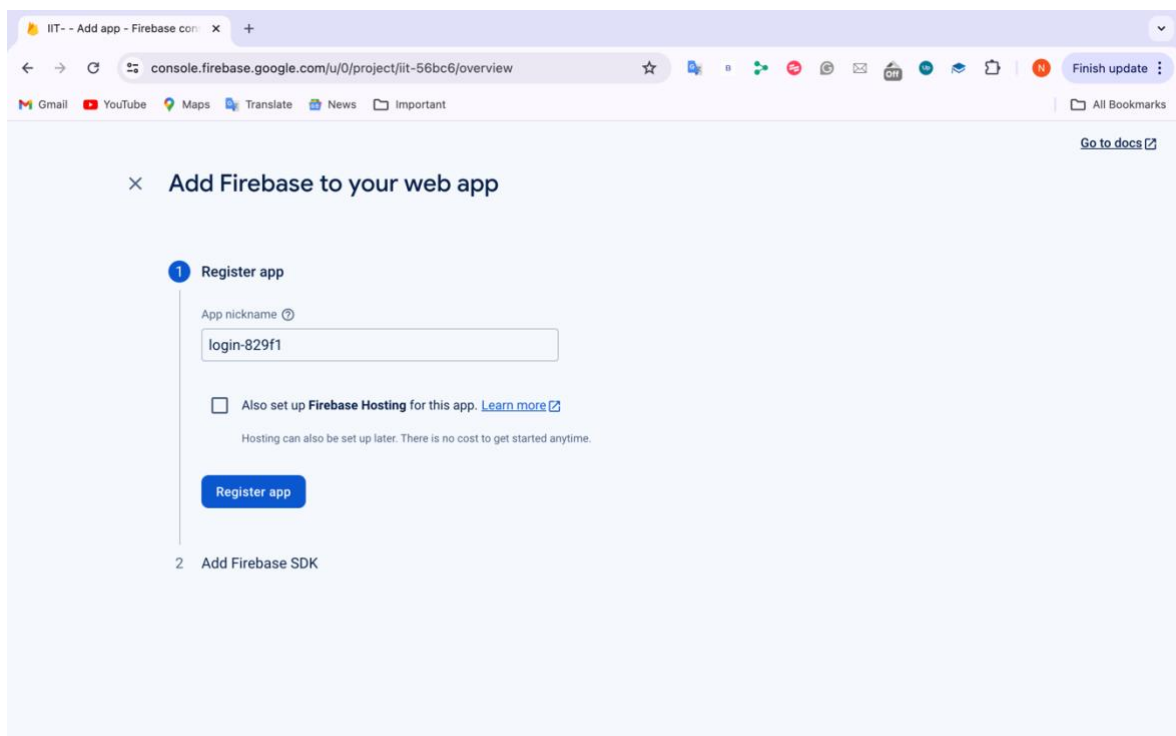 IIT- - Add app - Firebase con
console.firebase.google.com/u/0/project/iit-56bc6/overview
Off
N
Finish update
Gmail
YouTube
Maps
Translate
News
Important
All Bookmarks
Go to docs
Add Firebase to your web app
1 Register app
App nickname
login-829f1
Also set up Firebase Hosting for this app. Learn more
Hosting can also be set up later. There is no cost to get started anytime.
Register app
2 Add Firebase SDK